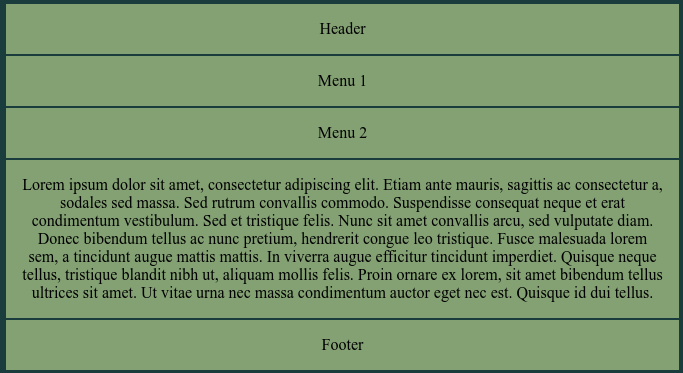 Header
Menu 1
Menu 2
Lorem ipsum dolor sit amet, consectetur adipiscing elit. Etiam ante mauris, sagittis ac consectetur a,
sodales sed massa. Sed rutrum convallis commodo. Suspendisse consequat neque et erat
condimentum vestibulum. Sed et tristique felis. Nunc sit amet convallis arcu, sed vulputate diam.
Donec bibendum tellus ac nunc pretium, hendrerit congue leo tristique. Fusce malesuada lorem
sem, a tincidunt augue mattis mattis. In viverra augue efficitur tincidunt imperdiet. Quisque neque
tellus, tristique blandit nibh ut, aliquam mollis felis. Proin ornare ex lorem, sit amet bibendum tellus
ultrices sit amet. Ut vitae urna nec massa condimentum auctor eget nec est. Quisque id dui tellus.
Footer